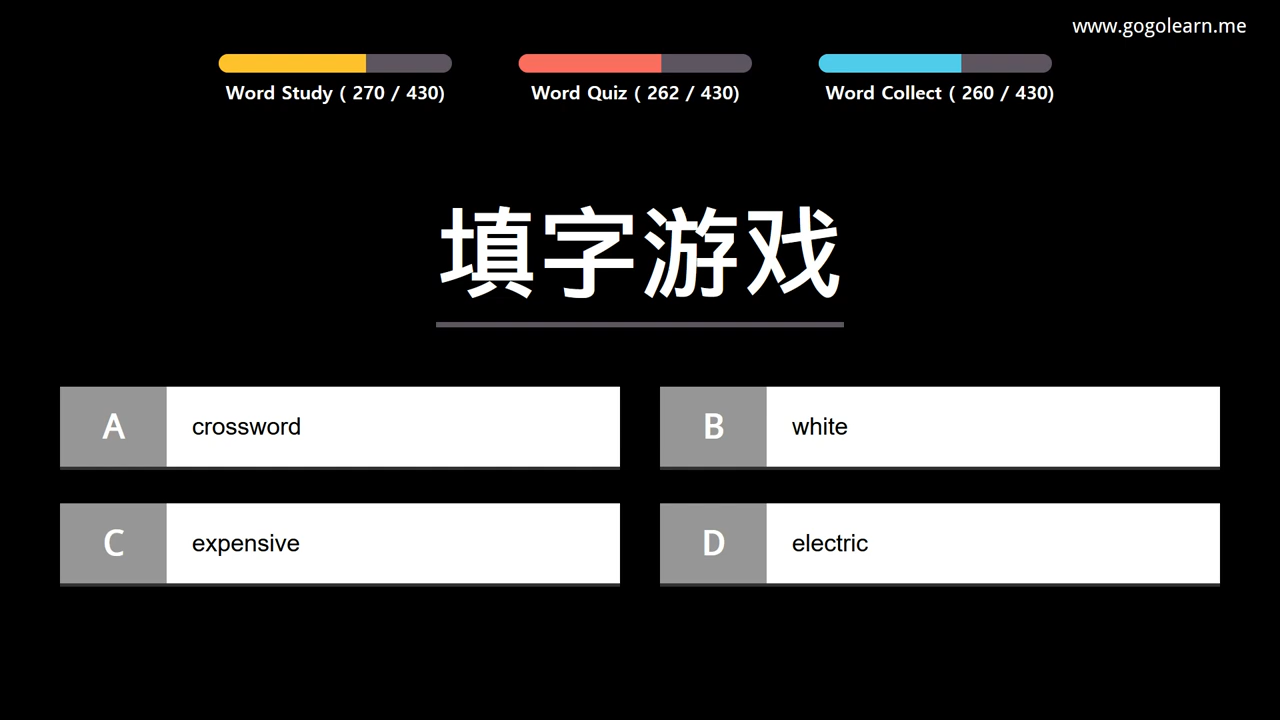 www.gogolearn.me
Word Study ( 270 / 430)
Word Quiz ( 262 / 430)
Word Collect ( 260 / 430)
填字游戏
A crossword
B white
C expensive
D electric